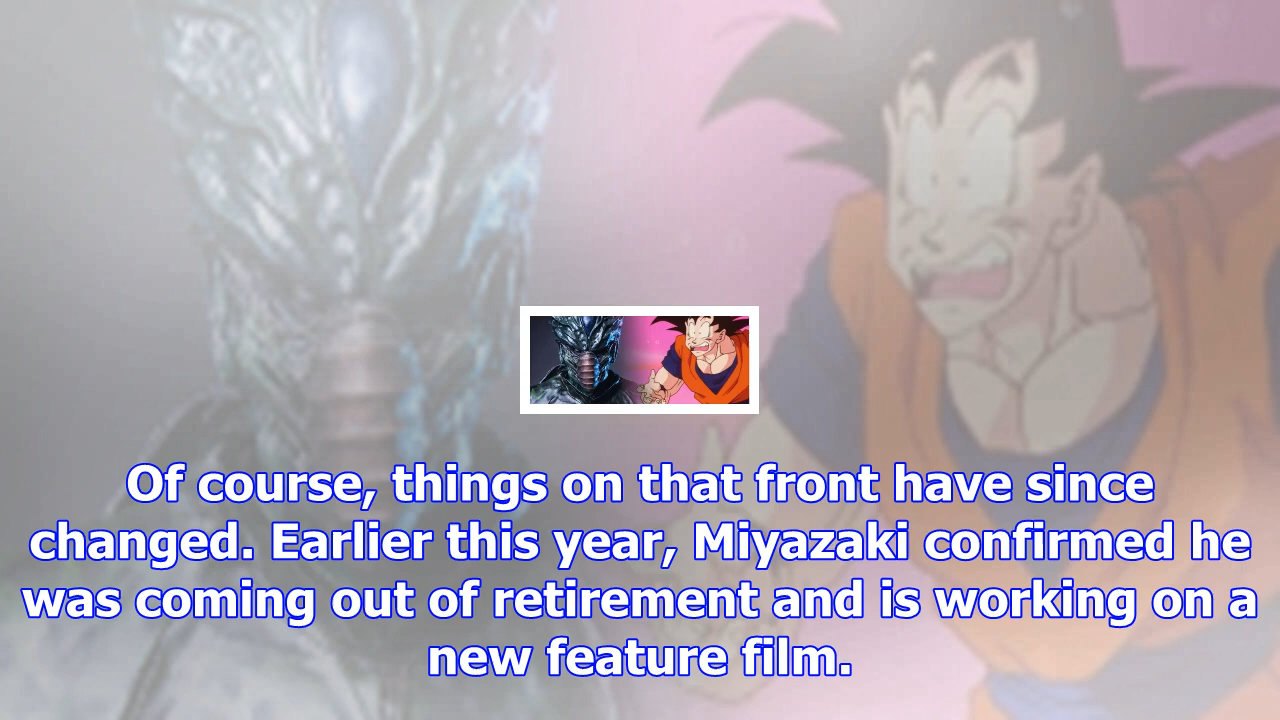 Of course, things on that front have since
changed. Earlier this year, Miyazaki confirmed he
was coming out of retirement and is working on a
new feature film.